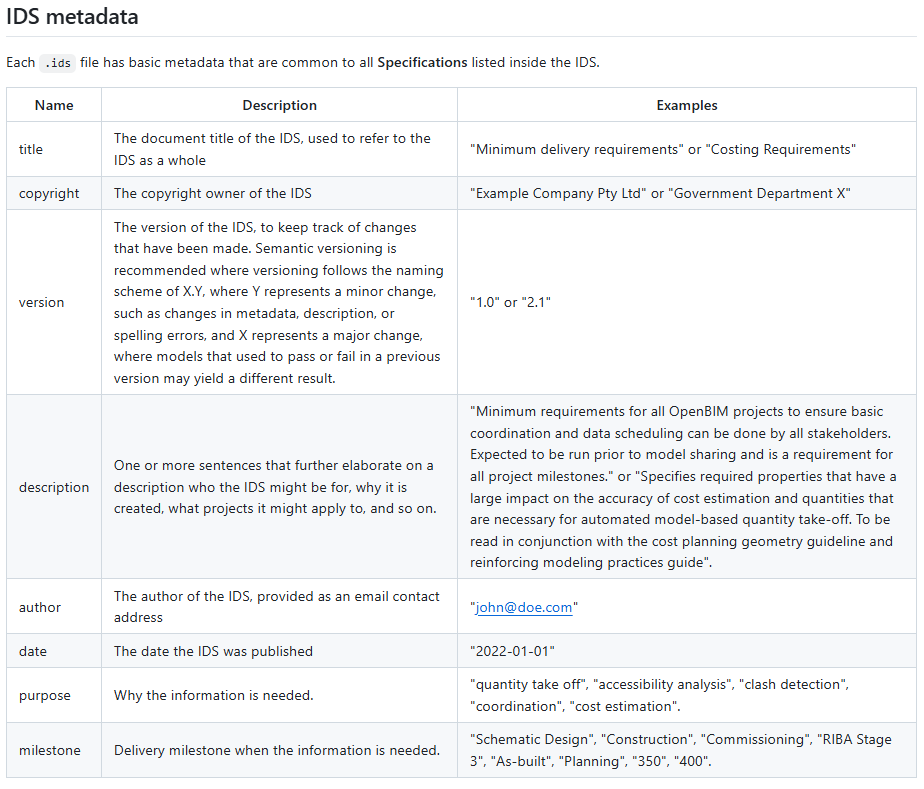 IDS metadata
Each .ids file has basic metadata that are common to all Specifications listed inside the IDS.
Name Description Examples
title
The document title of the IDS, used to refer to the
IDS as a whole
"Minimum delivery requirements" or "Costing Requirements"
copyright
The copyright owner of the IDS
"Example Company Pty Ltd" or "Government Department X"
version
The version of the IDS, to keep track of changes
that have been made. Semantic versioning is
recommended where versioning follows the naming
scheme of X.Y, where Y represents a minor change,
such as changes in metadata, description, or
spelling errors, and X represents a major change,
where models that used to pass or fail in a previous
version may yield a different result.
"1.0" or "2.1"
description
One or more sentences that further elaborate on a
description who the IDS might be for, why it is
created, what projects it might apply to, and so on.
"Minimum requirements for all OpenBIM projects to ensure basic
coordination and data scheduling can be done by all stakeholders.
Expected to be run prior to model sharing and is a requirement for
all project milestones." or "Specifies required properties that have a
large impact on the accuracy of cost estimation and quantities that
are necessary for automated model-based quantity take-off. To be
read in conjunction with the cost planning geometry guideline and
reinforcing modeling practices guide".
author
The author of the IDS, provided as an email contact
address
"john@doe.com"
date
The date the IDS was published
"2022-01-01"
purpose
Why the information is needed.
"quantity take off", "accessibility analysis", "clash detection",
"coordination", "cost estimation".
milestone
Delivery milestone when the information is needed.
"Schematic Design", "Construction", "Commissioning", "RIBA Stage
3", "As-built", "Planning", "350", "400".